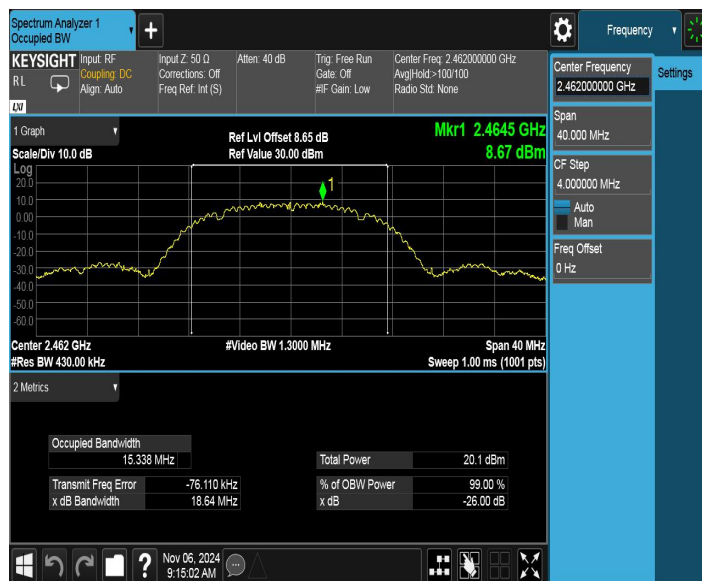 Spectrum Analyzer 1
Occupied BW
+
Frequency
KEYSIGHT
R L
LXI
Input: RF
Coupling: DC
Align: Auto
Input Z: 50 Ω
Corrections: Off
Freq Ref: Int (S)
Atten: 40 dB
Trig: Free Run
Gate: Off
#IF Gain: Low
Center Freq: 2.462000000 GHz
Avg|Hold:>100/100
Radio Std: None
Center Frequency
2.462000000 GHz
Settings
Span
40.000 MHz
CF Step
4.000000 MHz
Auto
Man
Freq Offset
0 Hz
1 Graph
Scale/Div 10.0 dB
Ref Lvl Offset 8.65 dB
Ref Value 30.00 dBm
Mkr1 2.4645 GHz
8.67 dBm
Log
20.0
10.0
0.00
-10.0
-20.0
-30.0
-40.0
-50.0
-60.0
1
Center 2.462 GHz
#Res BW 430.00 kHz
#Video BW 1.3000 MHz
Span 40 MHz
Sweep 1.00 ms (1001 pts)
2 Metrics
Occupied Bandwidth
15.338 MHz
Total Power 20.1 dBm
Transmit Freq Error -76.110 kHz
% of OBW Power 99.00 %
x dB Bandwidth 18.64 MHz
x dB -26.00 dB
?
Nov 06, 2024
9:15:02 AM